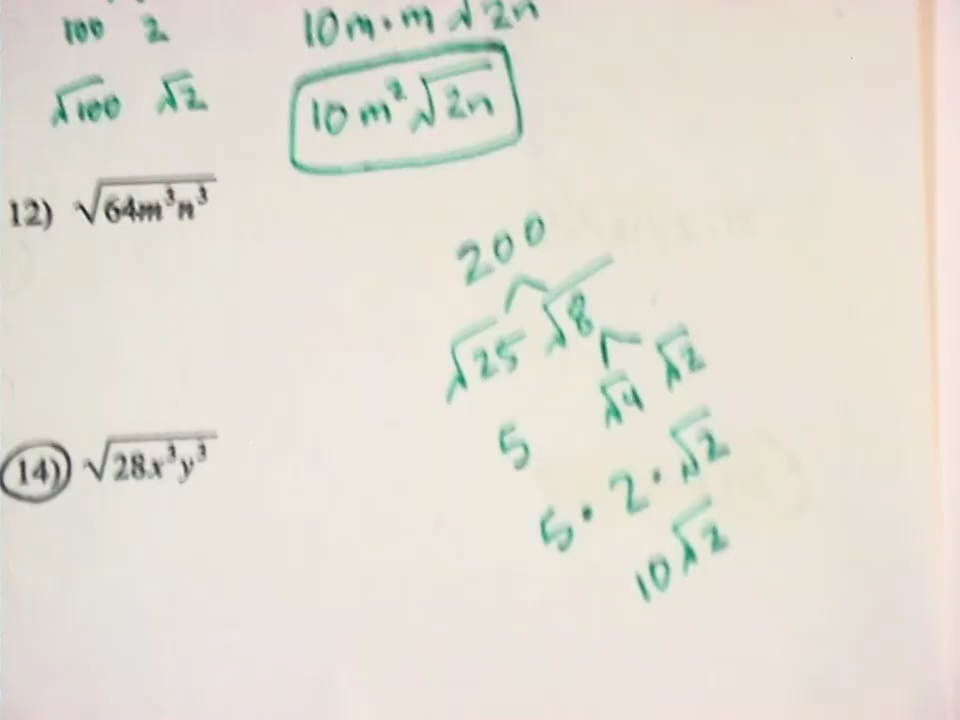 100 2
10m·m √2n
√100 √2
10m²√2n
12) √64m³n³
200
√25 √8
√4 √2
5
14) √28x³y³
5 · 2 · √2
10√2